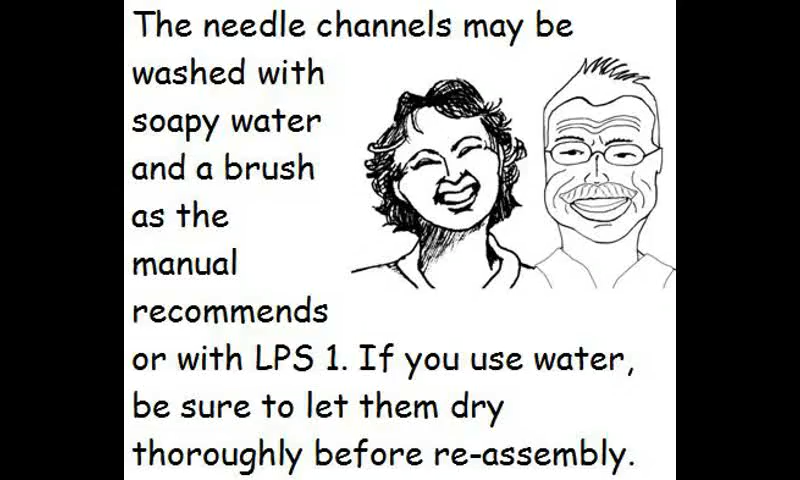 The needle channels may be
washed with
soapy water
and a brush
as the
manual
recommends
or with LPS 1. If you use water,
be sure to let them dry
thoroughly before re-assembly.